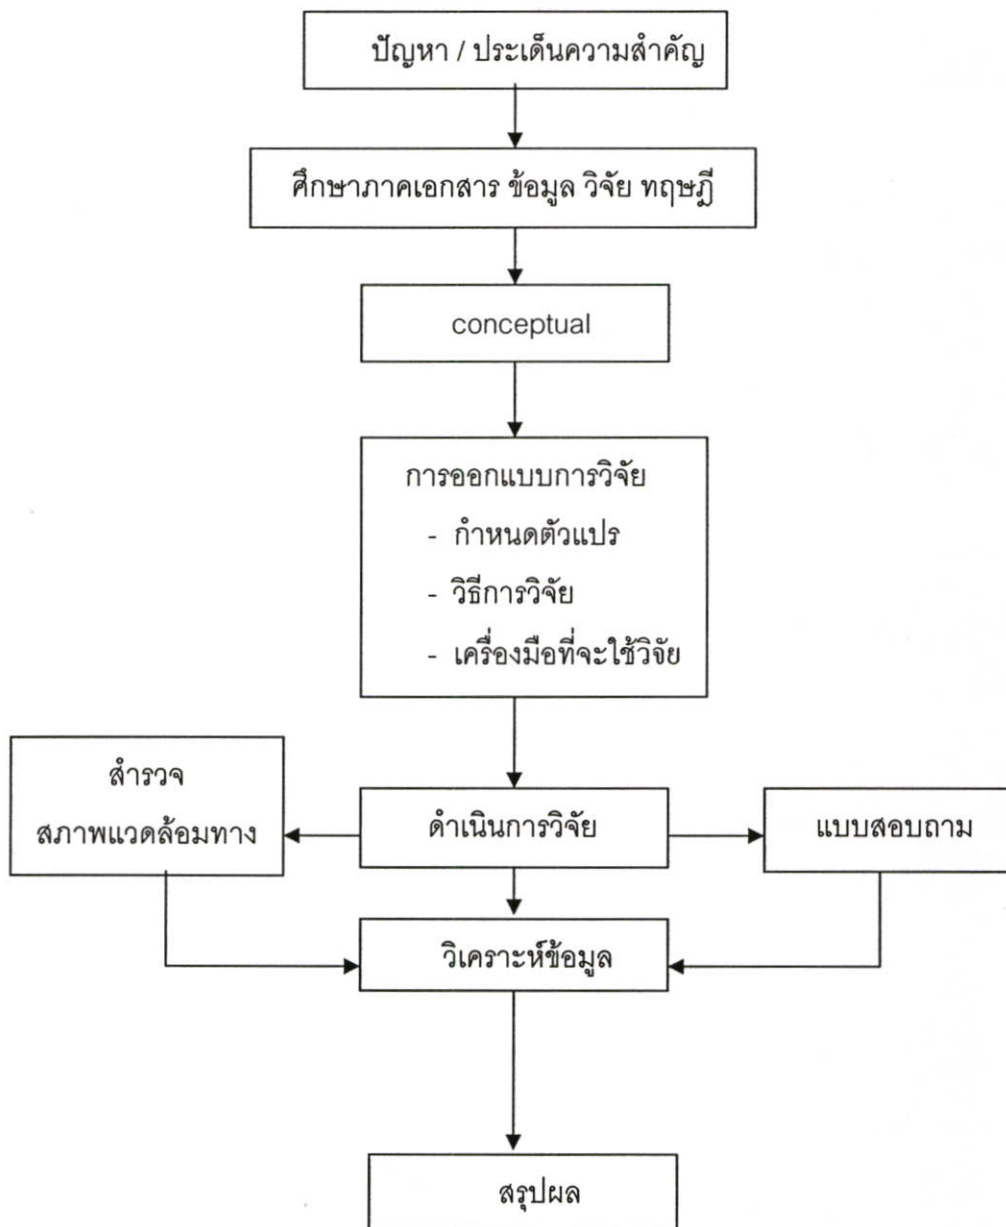 ปัญหา / ประเด็นความสำคัญ
ศึกษาภาคเอกสาร ข้อมูล วิจัย ทฤษฎี
conceptual
การออกแบบการวิจัย
- กำหนดตัวแปร
- วิธีการวิจัย
- เครื่องมือที่จะใช้วิจัย
สำรวจ
สภาพแวดล้อมทาง
ดำเนินการวิจัย
แบบสอบถาม
วิเคราะห์ข้อมูล
สรุปผล